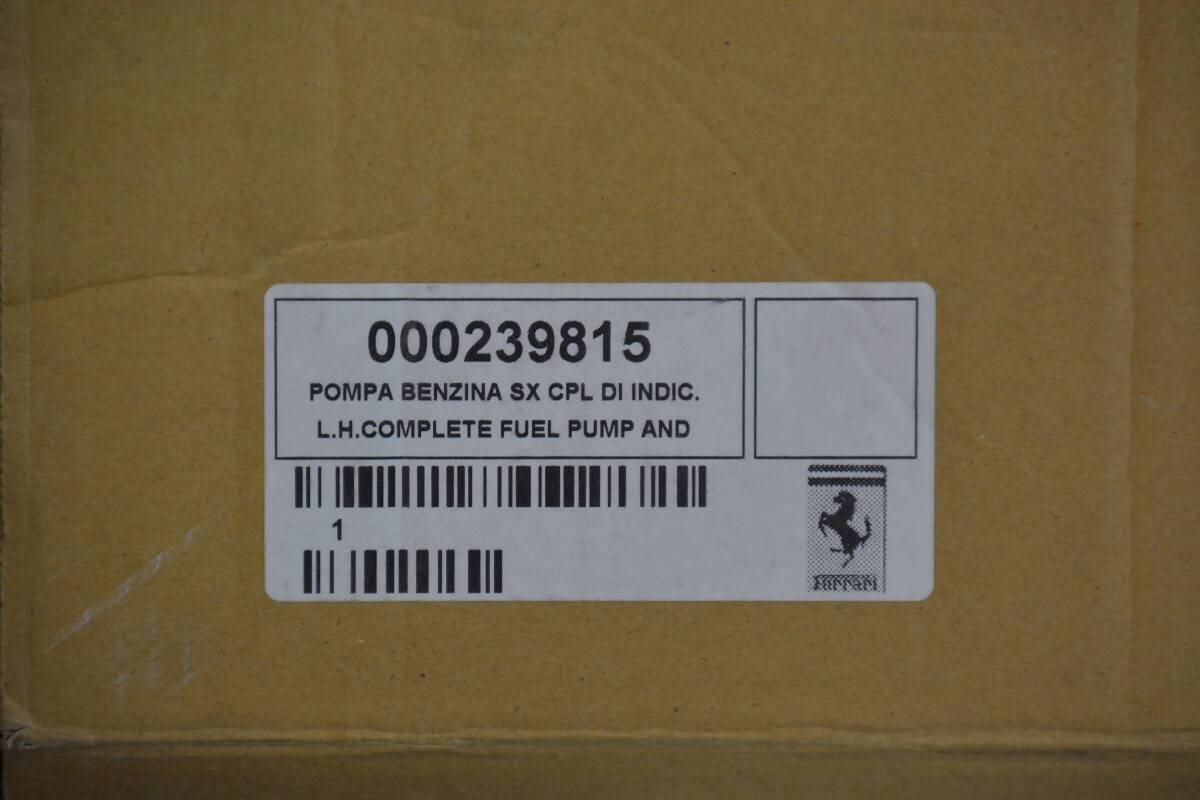 000239815
POMPA BENZINA SX CPL DI INDIC.
L.H.COMPLETE FUEL PUMP AND
1
Ferrari